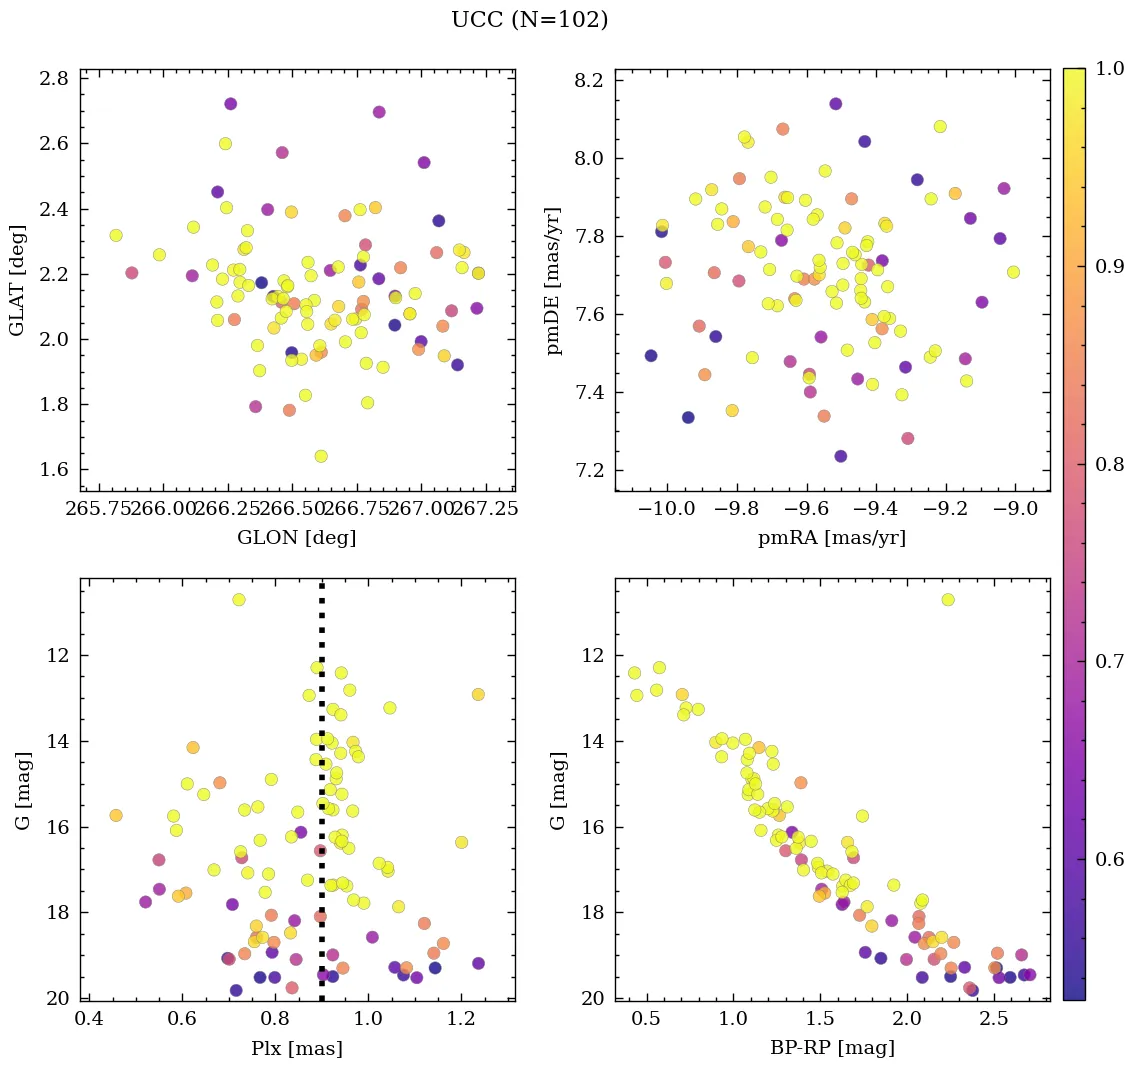 UCC (N=102)
2.8
2.6
2.4
2.2
2.0
1.8
1.6
GLAT [deg]
265.75 266.00 266.25 266.50 266.75 267.00 267.25
GLON [deg]
8.2
8.0
7.8
7.6
7.4
7.2
pmDE [mas/yr]
−10.0 −9.8 −9.6 −9.4 −9.2 −9.0
pmRA [mas/yr]
1.0
0.9
0.8
0.7
0.6
12
14
16
18
20
G [mag]
0.4 0.6 0.8 1.0 1.2
Plx [mas]
12
14
16
18
20
G [mag]
0.5 1.0 1.5 2.0 2.5
BP-RP [mag]